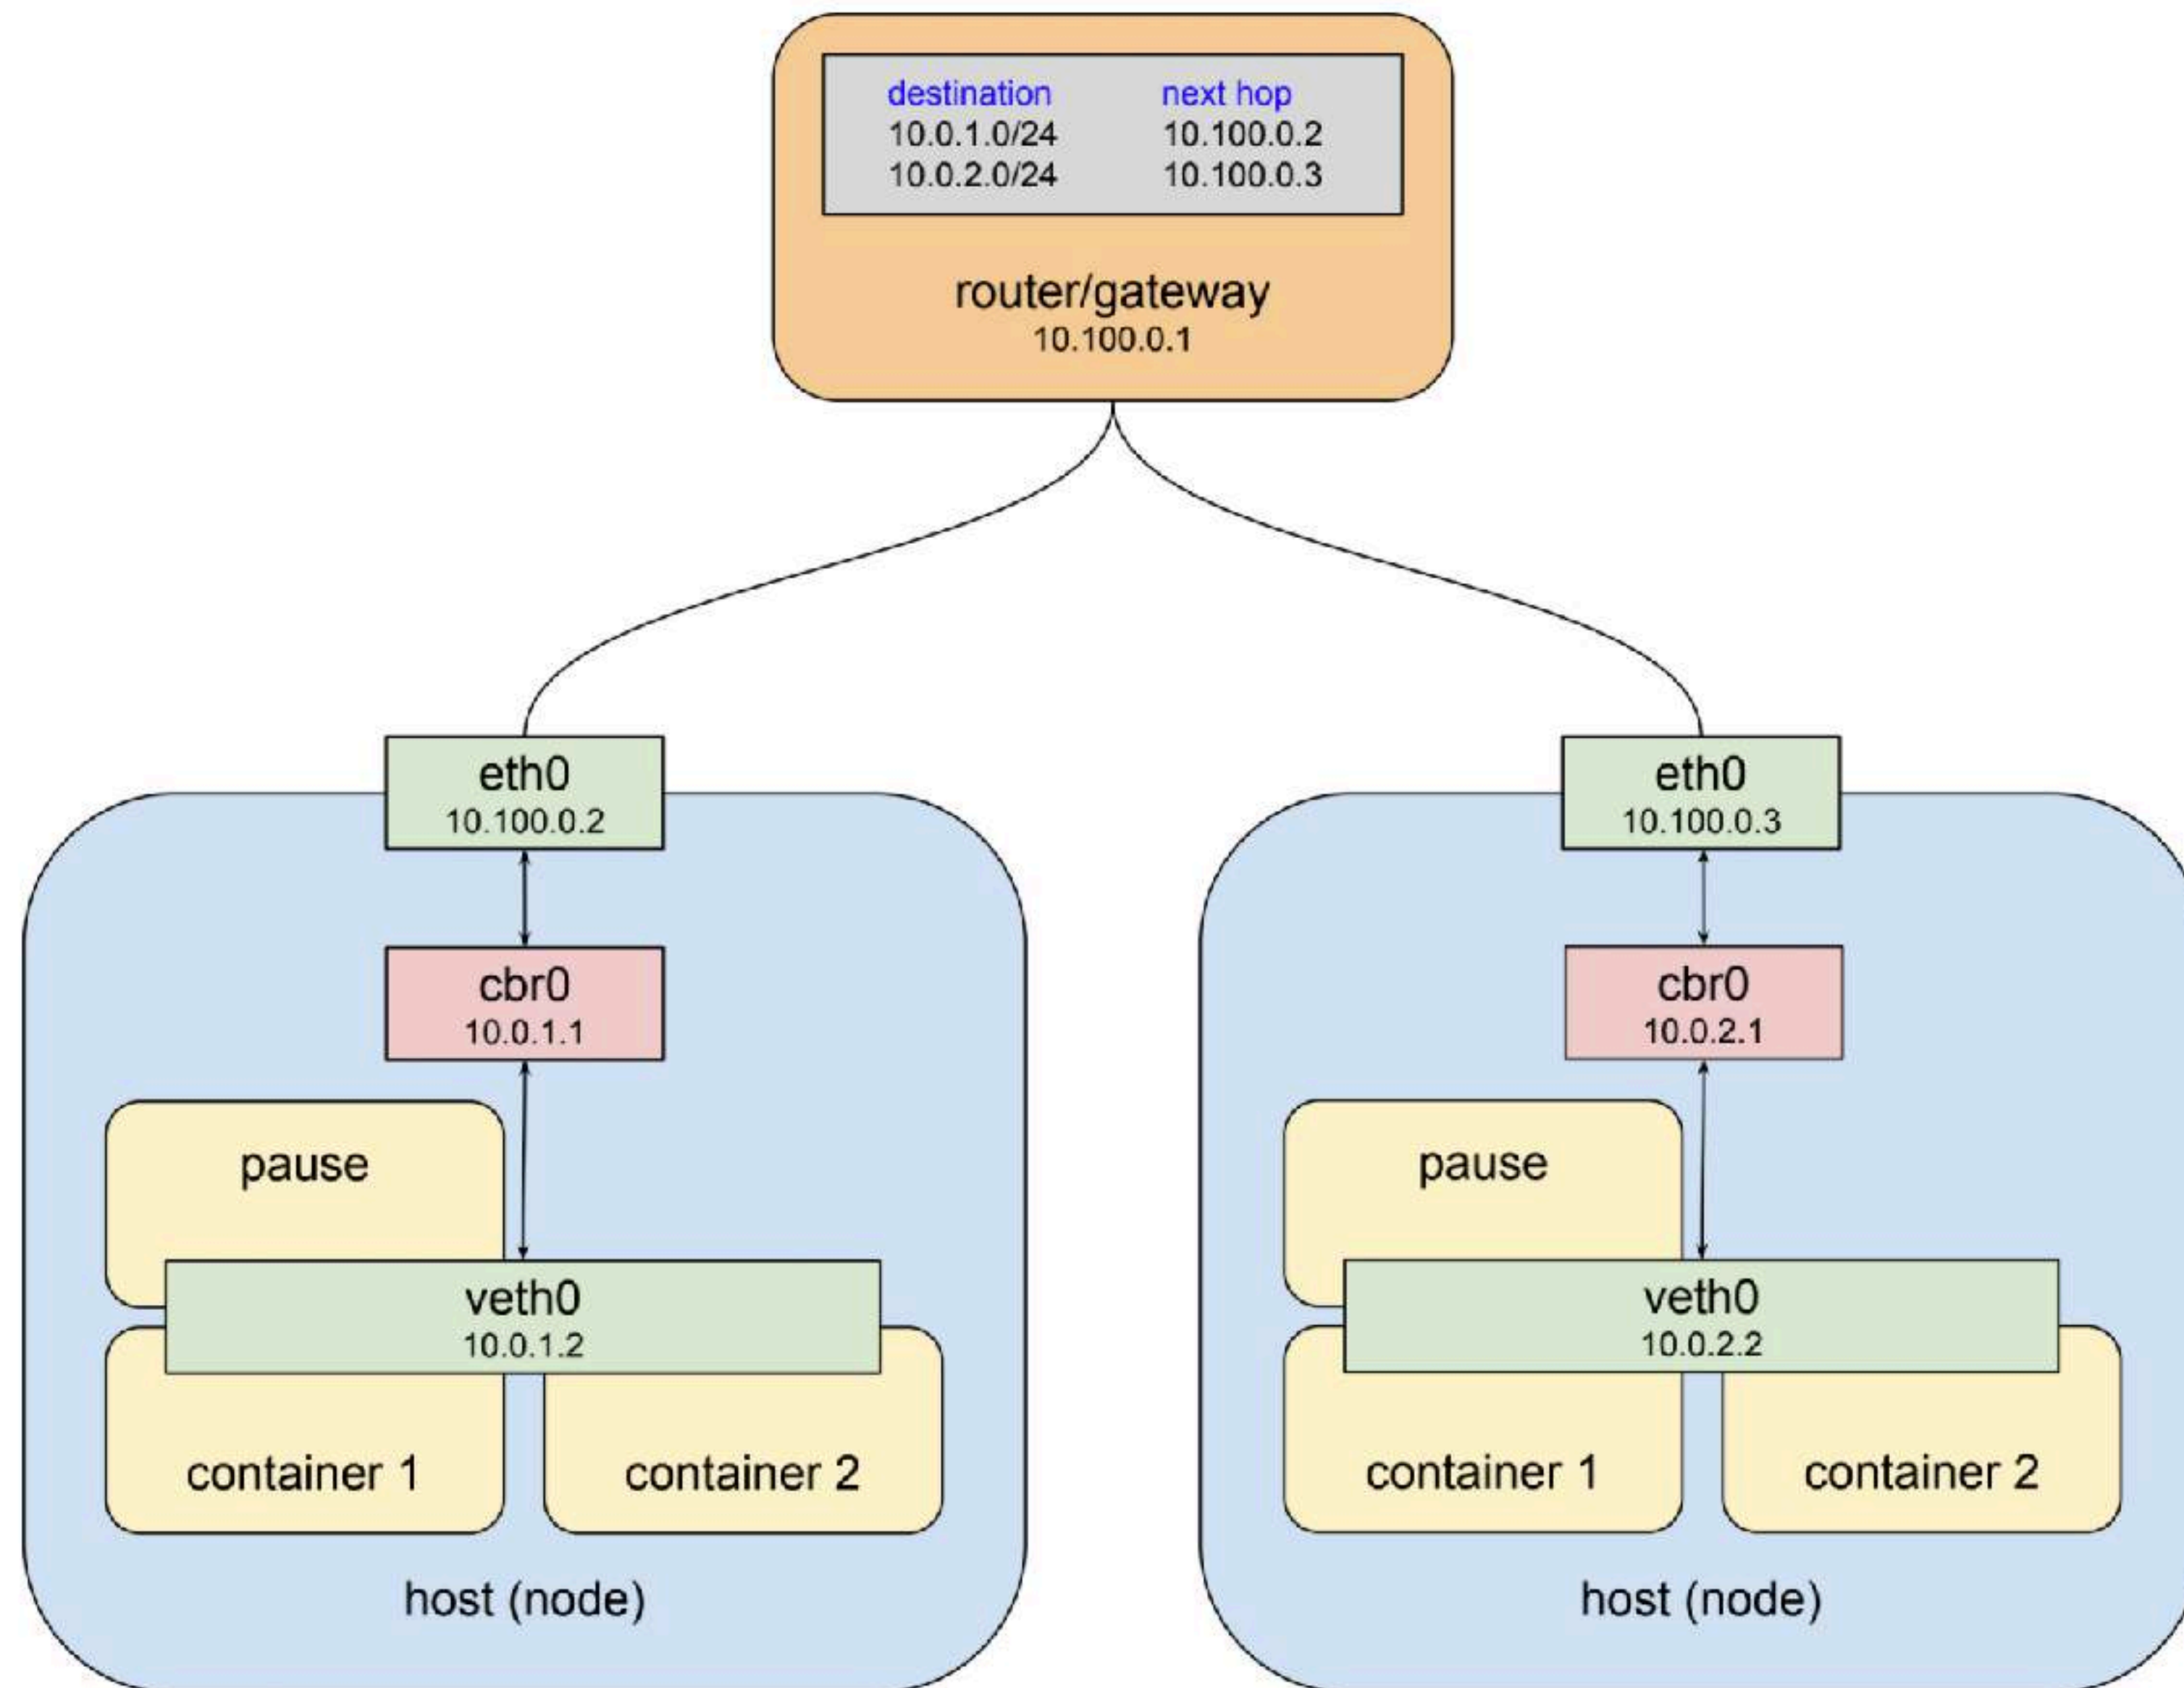 destination next hop
10.0.1.0/24 10.100.0.2
10.0.2.0/24 10.100.0.3
router/gateway
10.100.0.1
eth0
10.100.0.2
cbr0
10.0.1.1
pause
veth0
10.0.1.2
container 1
container 2
host (node)
eth0
10.100.0.3
cbr0
10.0.2.1
pause
veth0
10.0.2.2
container 1
container 2
host (node)